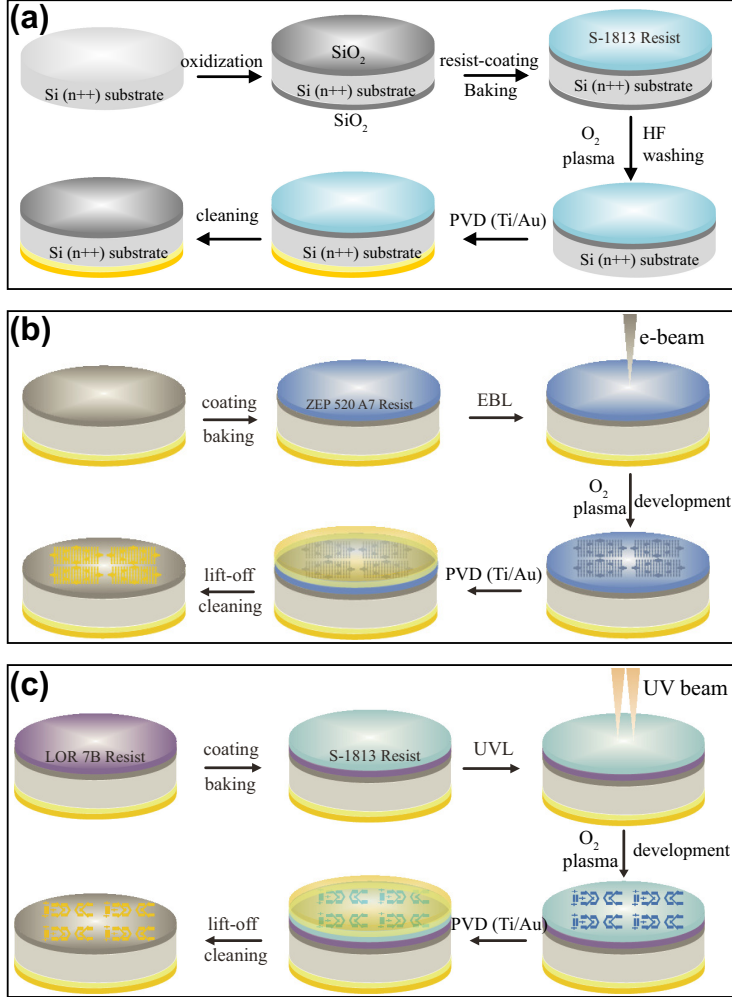 (a)
Si (n++) substrate
oxidization
SiO2
Si (n++) substrate
SiO2
resist-coating
Baking
S-1813 Resist
Si (n++) substrate
O2
plasma
HF
washing
Si (n++) substrate
PVD (Ti/Au)
Si (n++) substrate
cleaning
Si (n++) substrate
(b)
coating
baking
ZEP 520 A7 Resist
EBL
e-beam
O2
plasma
development
PVD (Ti/Au)
lift-off
cleaning
(c)
LOR 7B Resist
coating
baking
S-1813 Resist
UVL
UV beam
O2
plasma
development
PVD (Ti/Au)
lift-off
cleaning